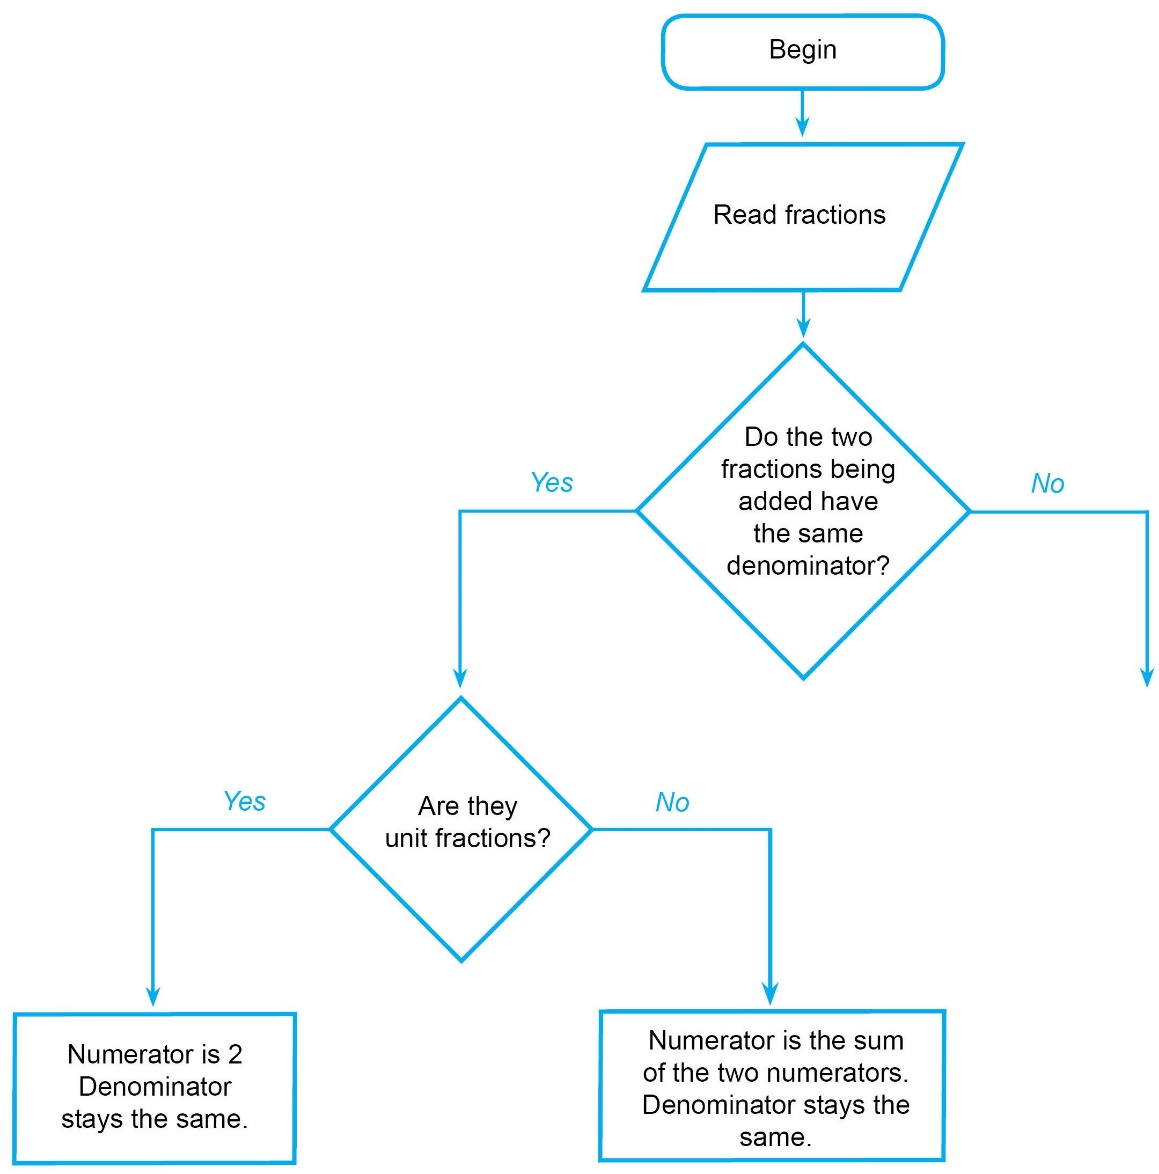 Begin
Read fractions
Do the two
fractions being
added have
the same
denominator?
Yes
No
Are they
unit fractions?
Yes
No
Numerator is 2
Denominator
stays the same.
Numerator is the sum
of the two numerators.
Denominator stays the
same.